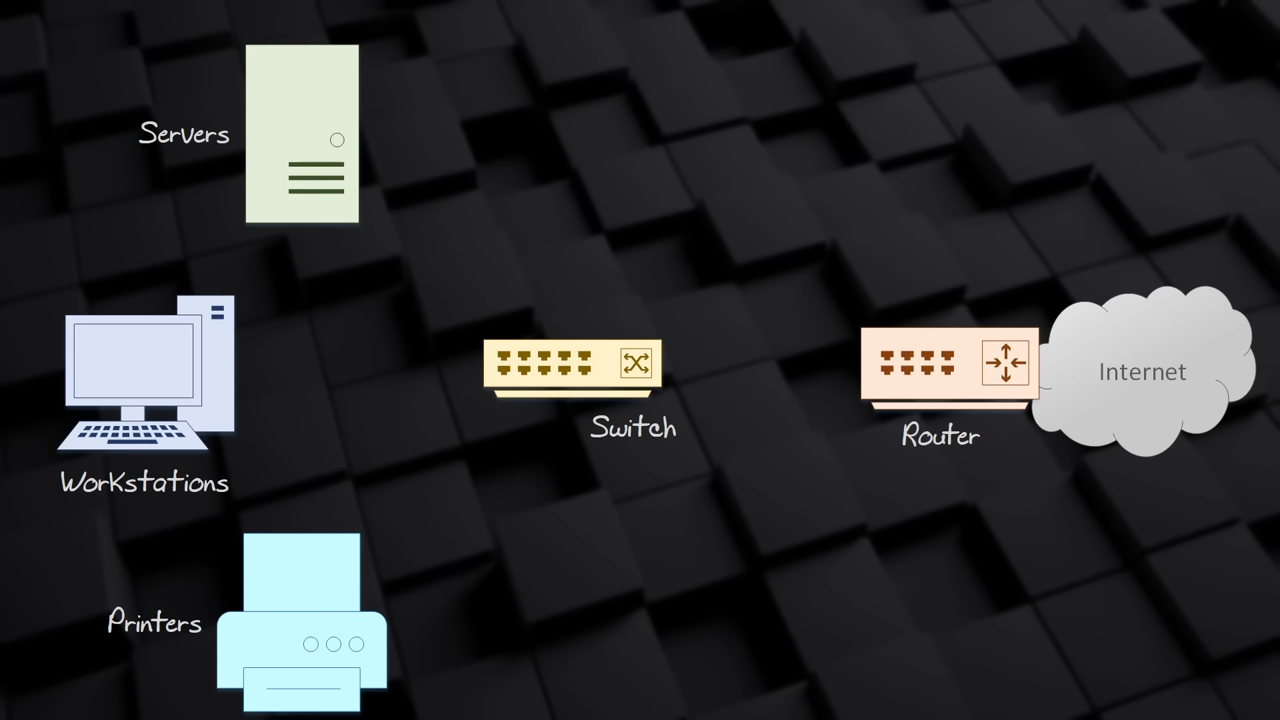 Servers
Workstations
Switch
Router
Internet
Printers